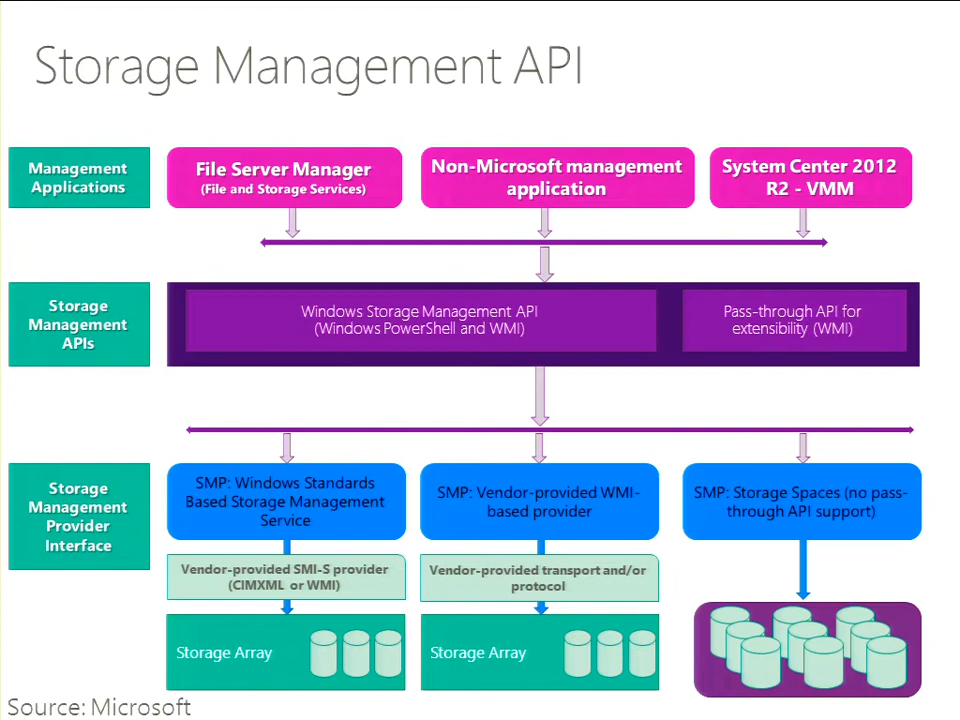 Storage Management API
Management
Applications
File Server Manager
(File and Storage Services)
Non-Microsoft management
application
System Center 2012
R2 - VMM
Storage
Management
APIs
Windows Storage Management API
(Windows PowerShell and WMI)
Pass-through API for
extensibility (WMI)
Storage
Management
Provider
Interface
SMP: Windows Standards
Based Storage Management
Service
SMP: Vendor-provided WMI-
based provider
SMP: Storage Spaces (no pass-
through API support)
Vendor-provided SMI-S provider
(CIMXML or WMI)
Vendor-provided transport and/or
protocol
Storage Array
Storage Array
Source: Microsoft